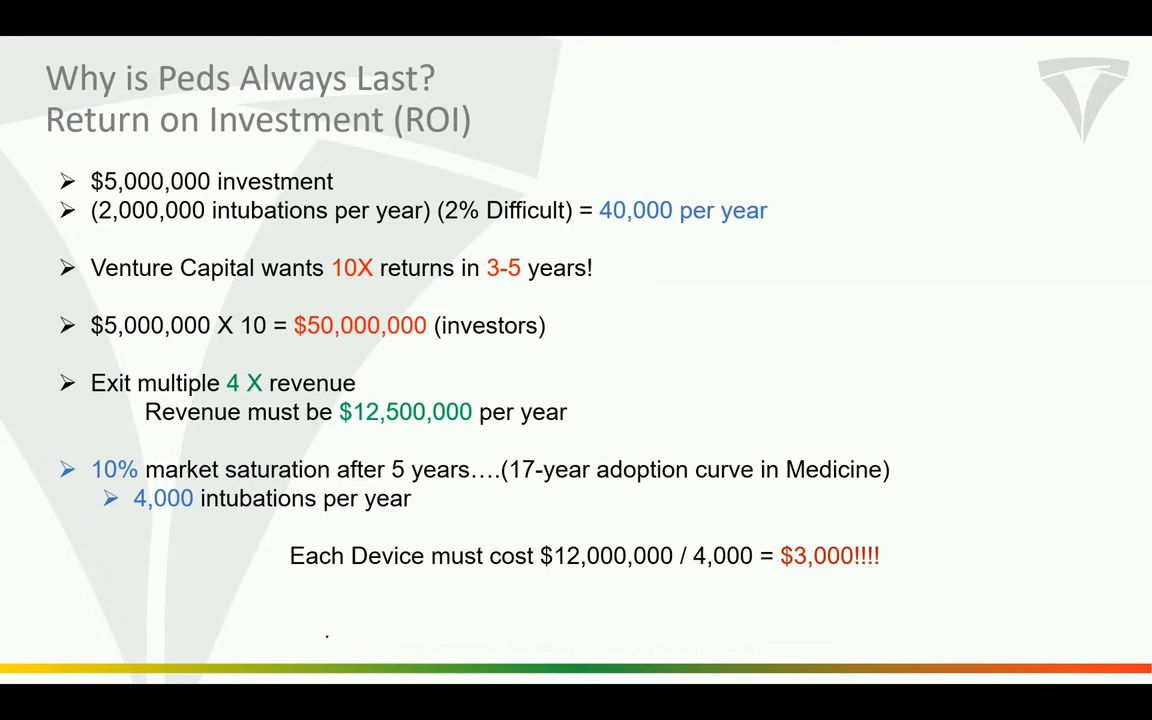 Why is Peds Always Last?
Return on Investment (ROI)
$5,000,000 investment
(2,000,000 intubations per year) (2% Difficult) = 40,000 per year
Venture Capital wants 10X returns in 3-5 years!
$5,000,000 X 10 = $50,000,000 (investors)
Exit multiple 4 X revenue
Revenue must be $12,500,000 per year
10% market saturation after 5 years….(17-year adoption curve in Medicine)
4,000 intubations per year
Each Device must cost $12,000,000 / 4,000 = $3,000!!!!
.